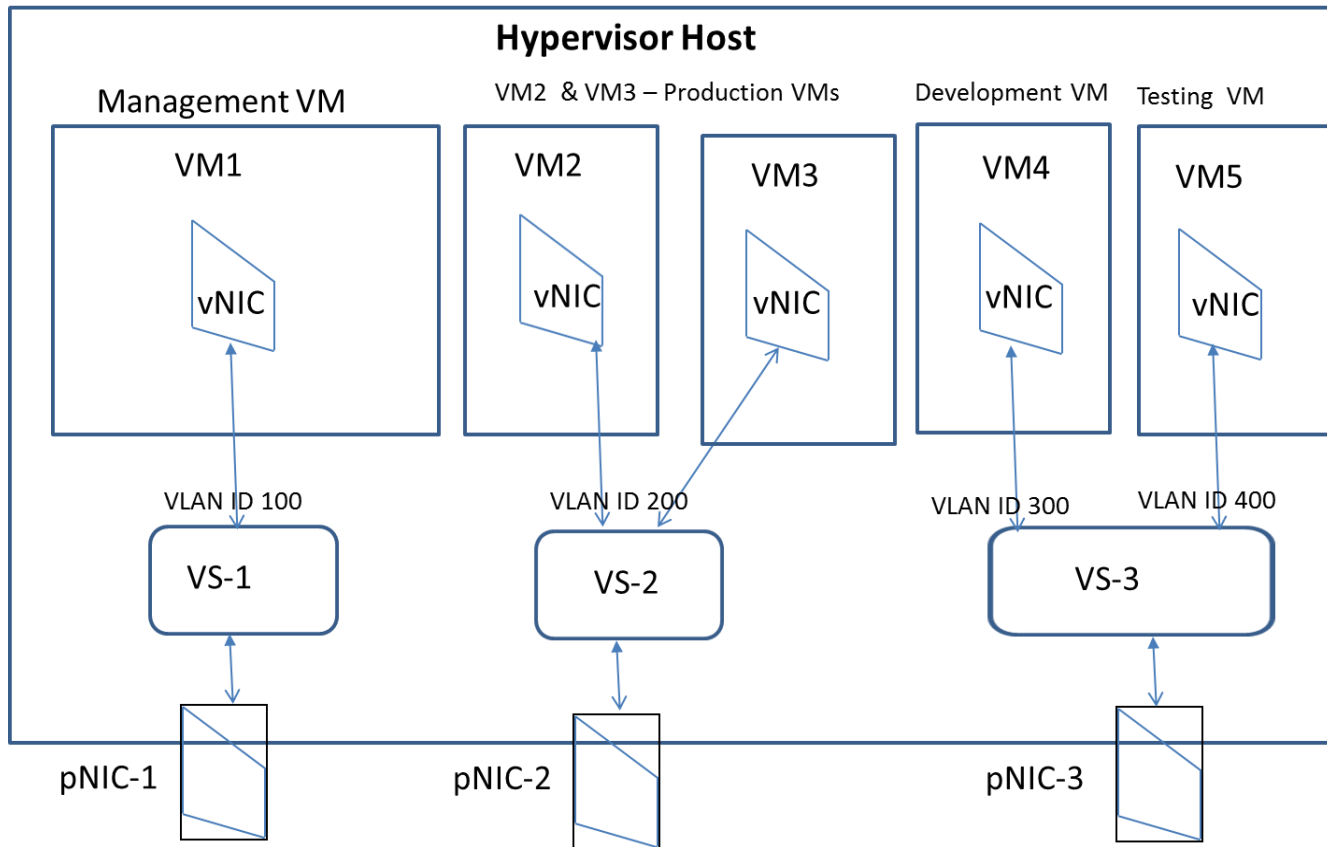 Hypervisor Host
Management VM
VM2 & VM3 – Production VMs
Development VM
Testing VM
VM1
VM2
VM3
VM4
VM5
vNIC
vNIC
vNIC
vNIC
vNIC
VLAN ID 100
VLAN ID 200
VLAN ID 300
VLAN ID 400
VS-1
VS-2
VS-3
pNIC-1
pNIC-2
pNIC-3